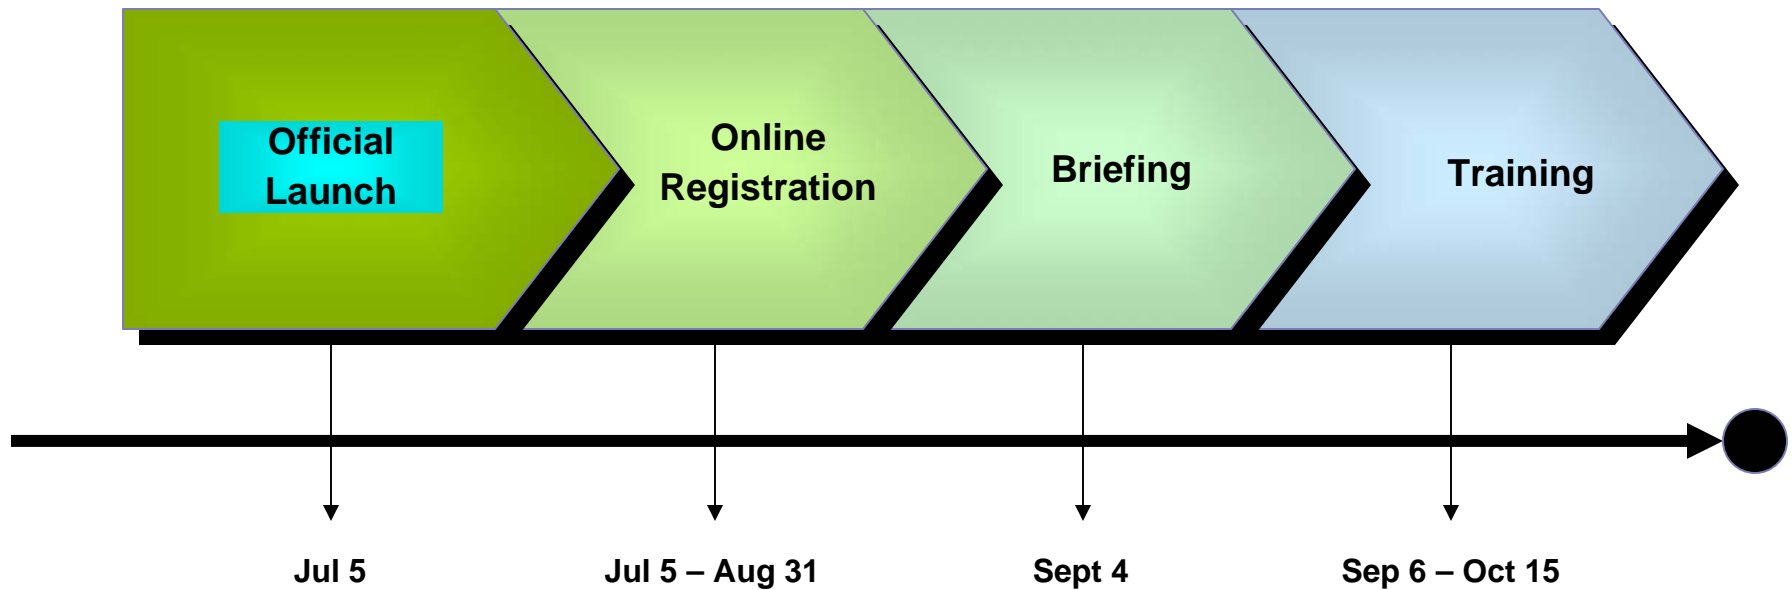 Official
Launch
Online
Registration
Briefing
Training
Jul 5
Jul 5 – Aug 31
Sept 4
Sep 6 – Oct 15